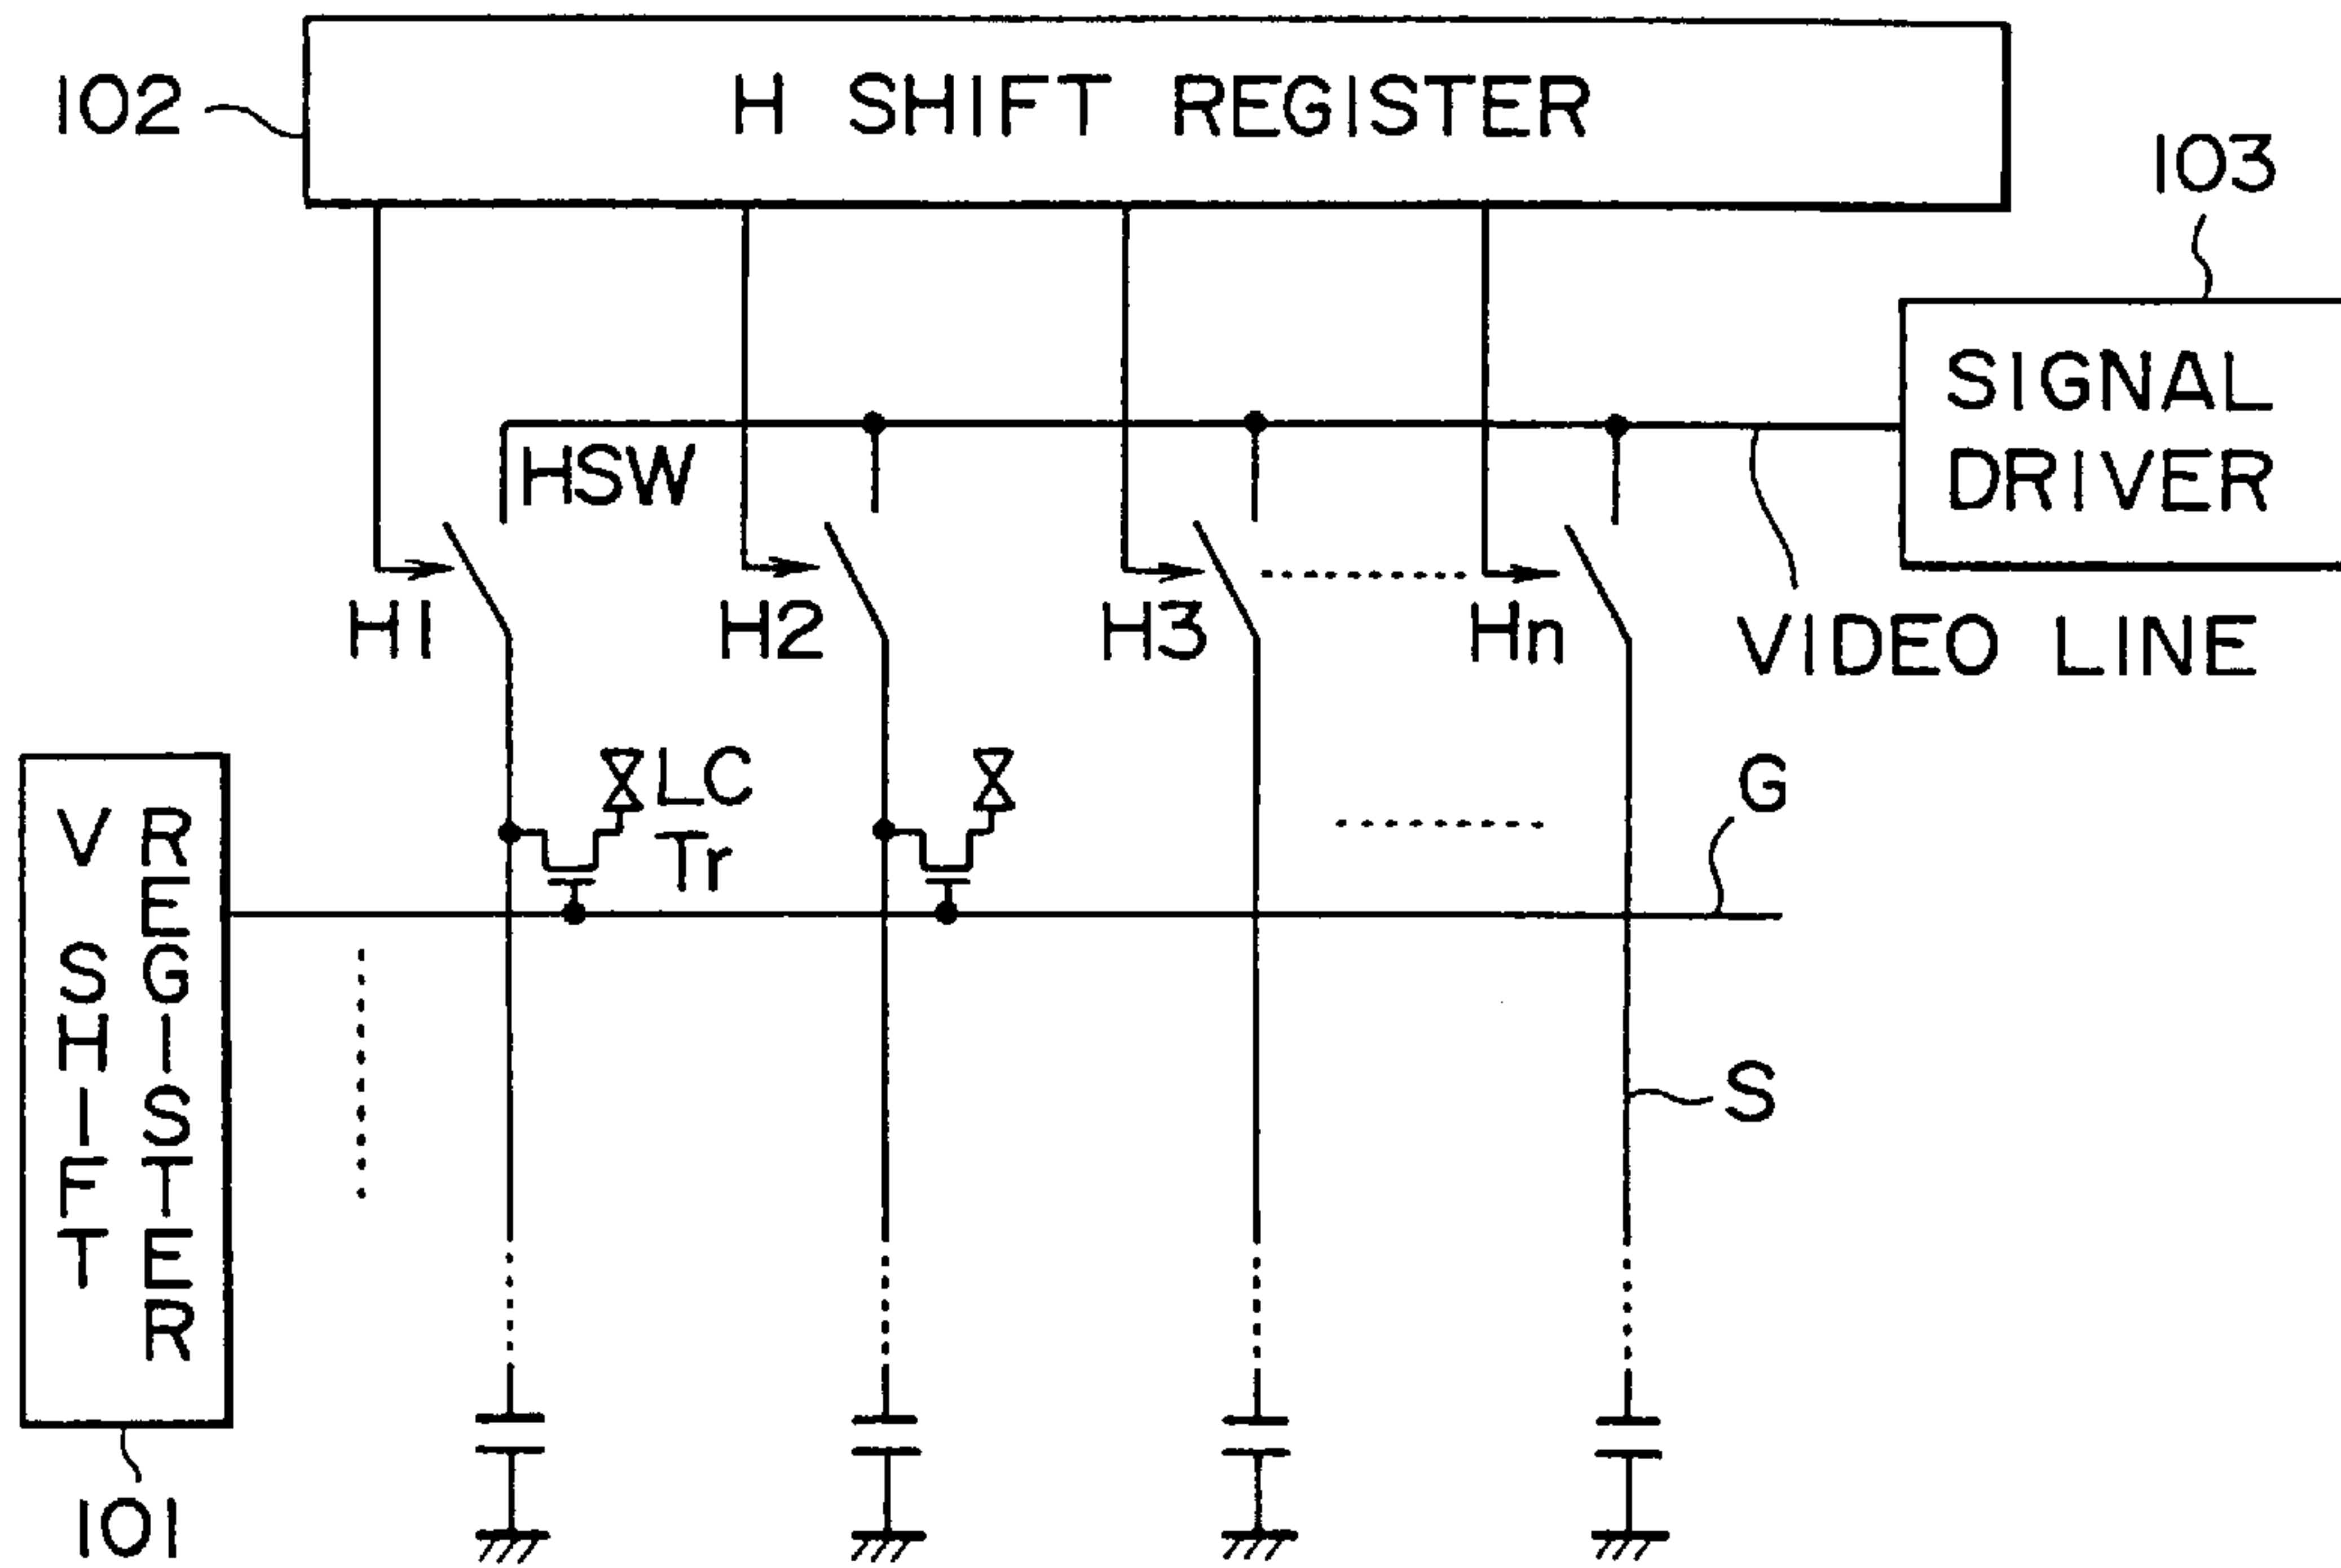 102
H SHIFT REGISTER
103
SIGNAL
DRIVER
HSW
H1
H2
H3
Hn
VIDEO LINE
LC
Tr
G
V SHIFT
REGISTER
S
101